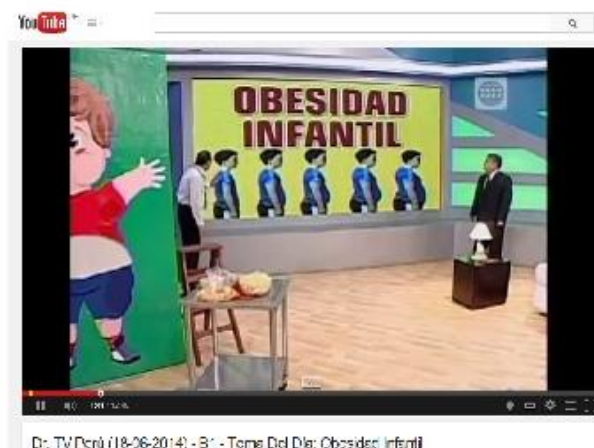 YouTube
OBESIDAD
INFANTIL
Dr. TV Perú (18-06-2014) - B1 - Tema Del Día: Obesidad Infantil